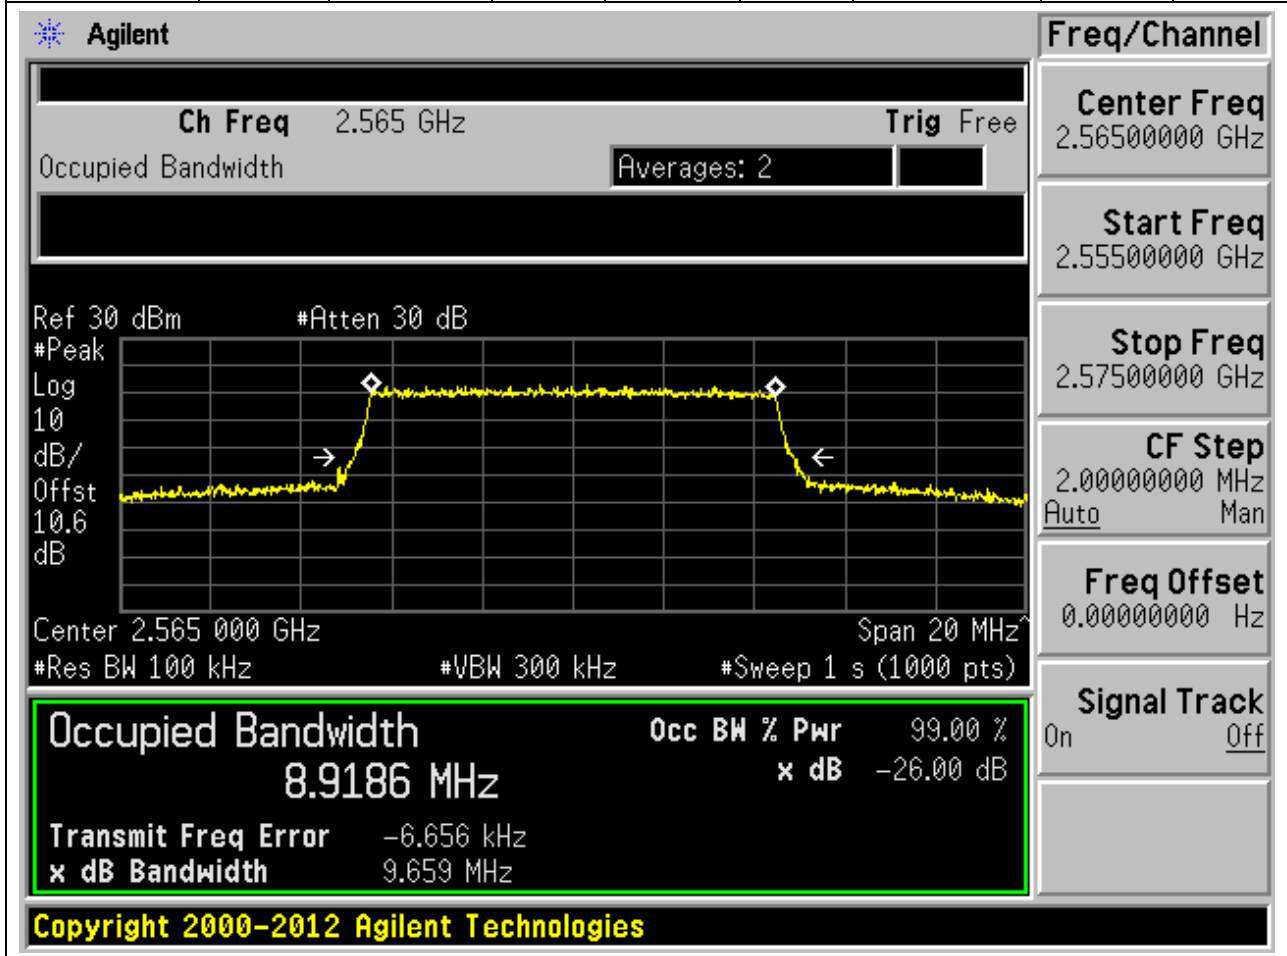 Agilent
Freq/Channel
Ch Freq 2.565 GHz Trig Free
Occupied Bandwidth Averages: 2
Center Freq
2.56500000 GHz
Start Freq
2.55500000 GHz
Stop Freq
2.57500000 GHz
CF Step
2.00000000 MHz
Auto Man
Freq Offset
0.00000000 Hz
Signal Track
On Off
Ref 30 dBm #Atten 30 dB
#Peak
Log
10
dB/
Offst
10.6
dB
Center 2.565 000 GHz Span 20 MHz^
#Res BW 100 kHz #VBW 300 kHz #Sweep 1 s (1000 pts)
Occupied Bandwidth Occ BW % Pwr 99.00 %
8.9186 MHz x dB -26.00 dB
Transmit Freq Error -6.656 kHz
x dB Bandwidth 9.659 MHz
Copyright 2000-2012 Agilent Technologies